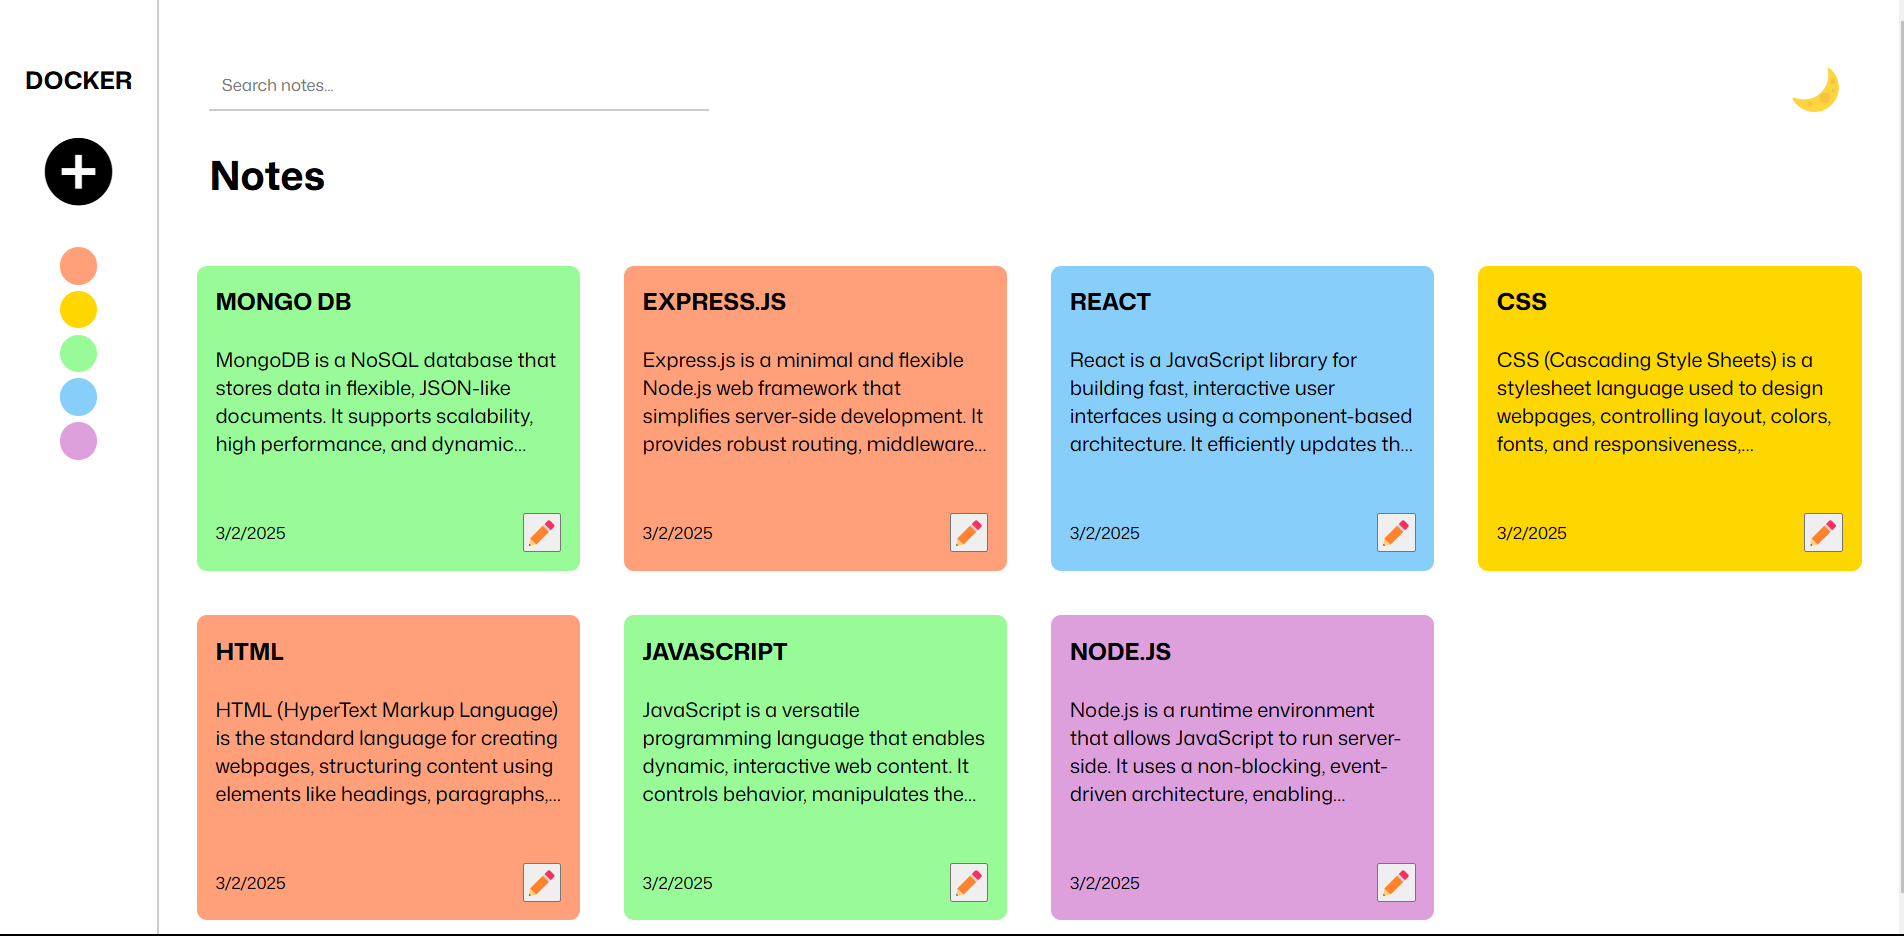 DOCKER
Search notes...
Notes
MONGO DB
MongoDB is a NoSQL database that
stores data in flexible, JSON-like
documents. It supports scalability,
high performance, and dynamic...
3/2/2025
EXPRESS.JS
Express.js is a minimal and flexible
Node.js web framework that
simplifies server-side development. It
provides robust routing, middleware...
3/2/2025
REACT
React is a JavaScript library for
building fast, interactive user
interfaces using a component-based
architecture. It efficiently updates th...
3/2/2025
CSS
CSS (Cascading Style Sheets) is a
stylesheet language used to design
webpages, controlling layout, colors,
fonts, and responsiveness,...
3/2/2025
HTML
HTML (HyperText Markup Language)
is the standard language for creating
webpages, structuring content using
elements like headings, paragraphs,...
3/2/2025
JAVASCRIPT
JavaScript is a versatile
programming language that enables
dynamic, interactive web content. It
controls behavior, manipulates the...
3/2/2025
NODE.JS
Node.js is a runtime environment
that allows JavaScript to run server-
side. It uses a non-blocking, event-
driven architecture, enabling...
3/2/2025